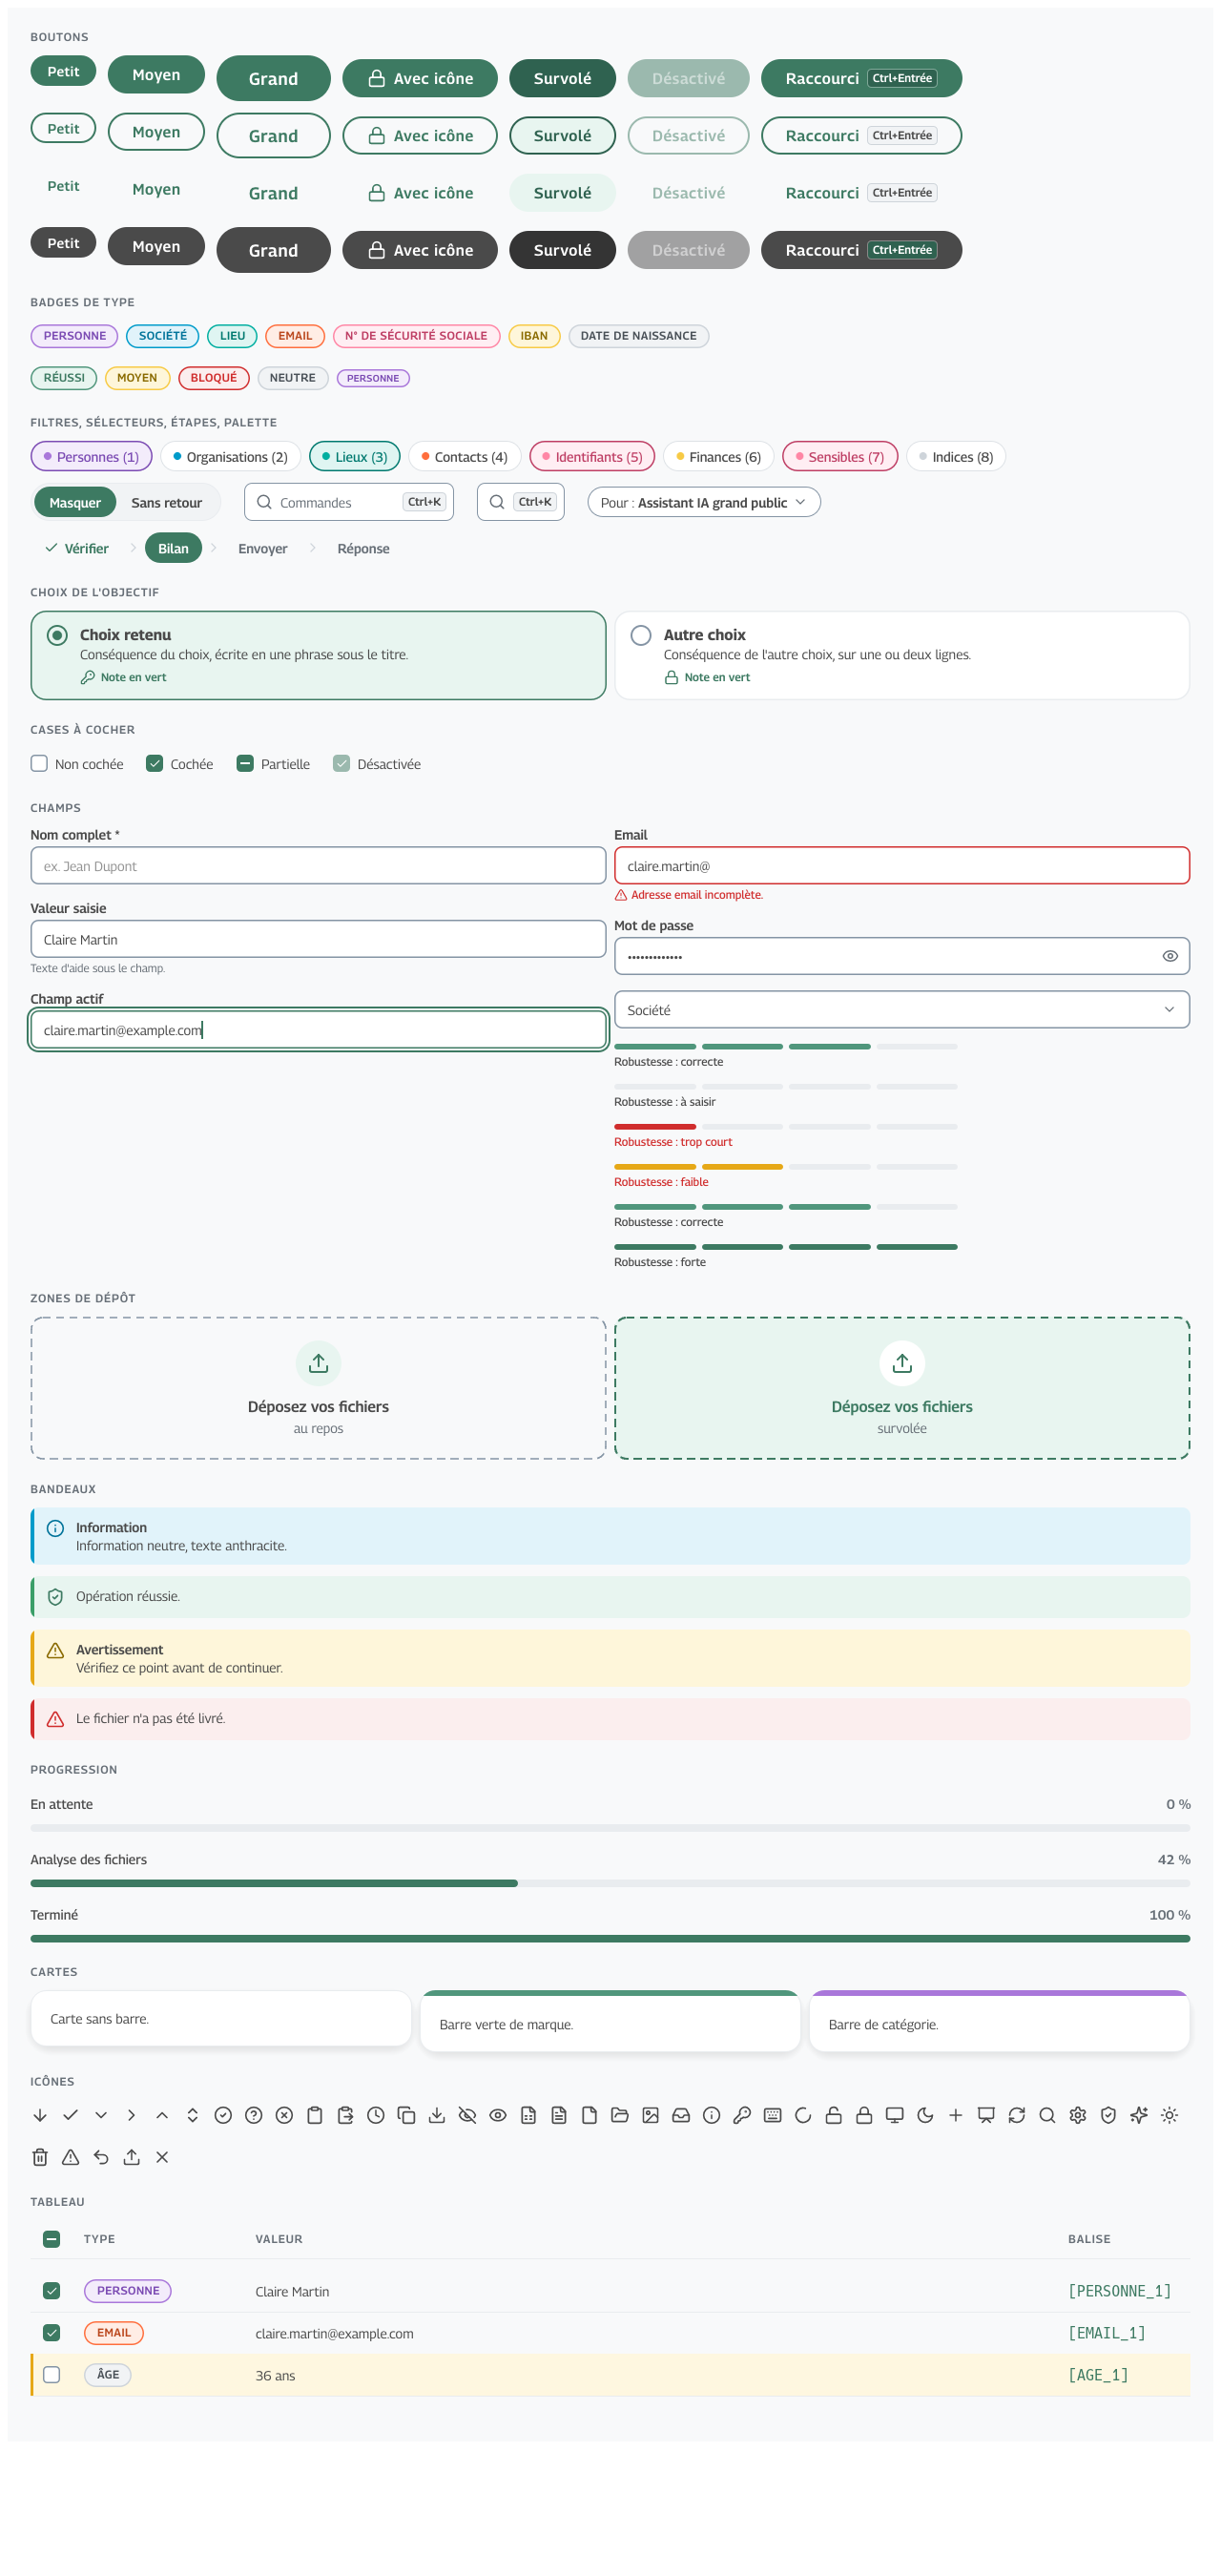 BOUTONS
Petit Moyen Grand Avec icône Survolé Désactivé Raccourci Ctrl+Entrée
Petit Moyen Grand Avec icône Survolé Désactivé Raccourci Ctrl+Entrée
Petit Moyen Grand Avec icône Survolé Désactivé Raccourci Ctrl+Entrée
Petit Moyen Grand Avec icône Survolé Désactivé Raccourci Ctrl+Entrée
BADGES DE TYPE
PERSONNE SOCIÉTÉ LIEU EMAIL N° DE SÉCURITÉ SOCIALE IBAN DATE DE NAISSANCE
RÉUSSI MOYEN BLOQUÉ NEUTRE PERSONNE
FILTRES, SÉLECTEURS, ÉTAPES, PALETTE
Personnes (1) Organisations (2) Lieux (3) Contacts (4) Identifiants (5) Finances (6) Sensibles (7) Indices (8)
Masquer Sans retour Commandes Ctrl+K Ctrl+K Pour : Assistant IA grand public
Vérifier Bilan Envoyer Réponse
CHOIX DE L'OBJECTIF
Choix retenu
Conséquence du choix, écrite en une phrase sous le titre.
Note en vert
Autre choix
Conséquence de l'autre choix, sur une ou deux lignes.
Note en vert
CASES À COCHER
Non cochée Cochée Partielle Désactivée
CHAMPS
Nom complet *
ex. Jean Dupont
Valeur saisie
Claire Martin
Texte d'aide sous le champ.
Champ actif
claire.martin@example.com
Email
claire.martin@
Adresse email incomplète.
Mot de passe
•••••••••••••
Société
Robustesse : correcte
Robustesse : à saisir
Robustesse : trop court
Robustesse : faible
Robustesse : correcte
Robustesse : forte
ZONES DE DÉPÔT
Déposez vos fichiers
au repos
Déposez vos fichiers
survolée
BANDEAUX
Information
Information neutre, texte anthracite.
Opération réussie.
Avertissement
Vérifiez ce point avant de continuer.
Le fichier n'a pas été livré.
PROGRESSION
En attente 0 %
Analyse des fichiers 42 %
Terminé 100 %
CARTES
Carte sans barre. Barre verte de marque. Barre de catégorie.
ICÔNES
TABLEAU
TYPE VALEUR BALISE
PERSONNE Claire Martin [PERSONNE_1]
EMAIL claire.martin@example.com [EMAIL_1]
ÂGE 36 ans [AGE_1]